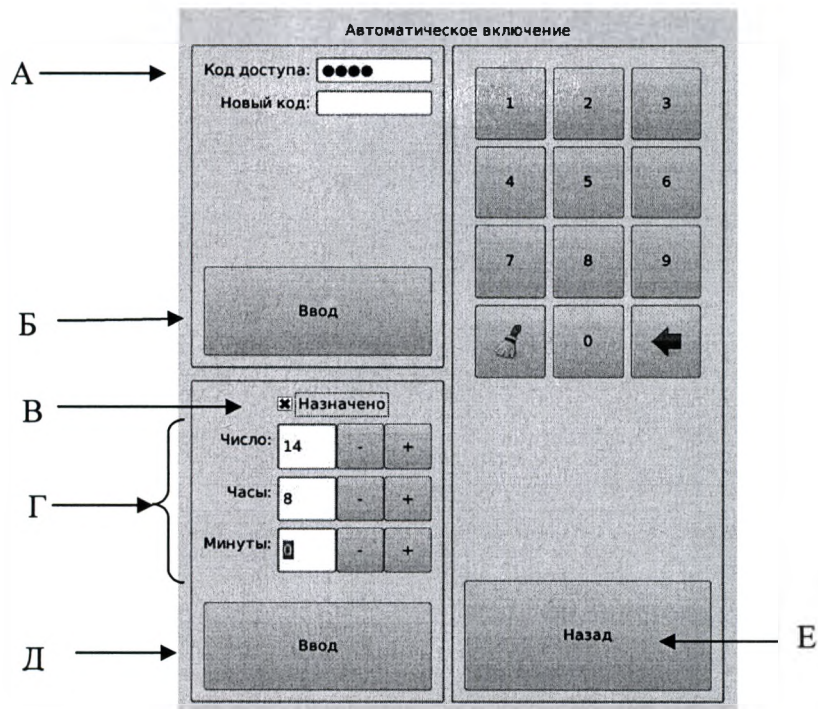 Автоматическое включение
А
Код доступа: ●●●●
Новый код:
1 2 3
4 5 6
7 8 9
0
Б
Ввод
В
Назначено
Г
Число: 14 - +
Часы: 8 - +
Минуты: 0 - +
Д
Ввод
Назад
Е